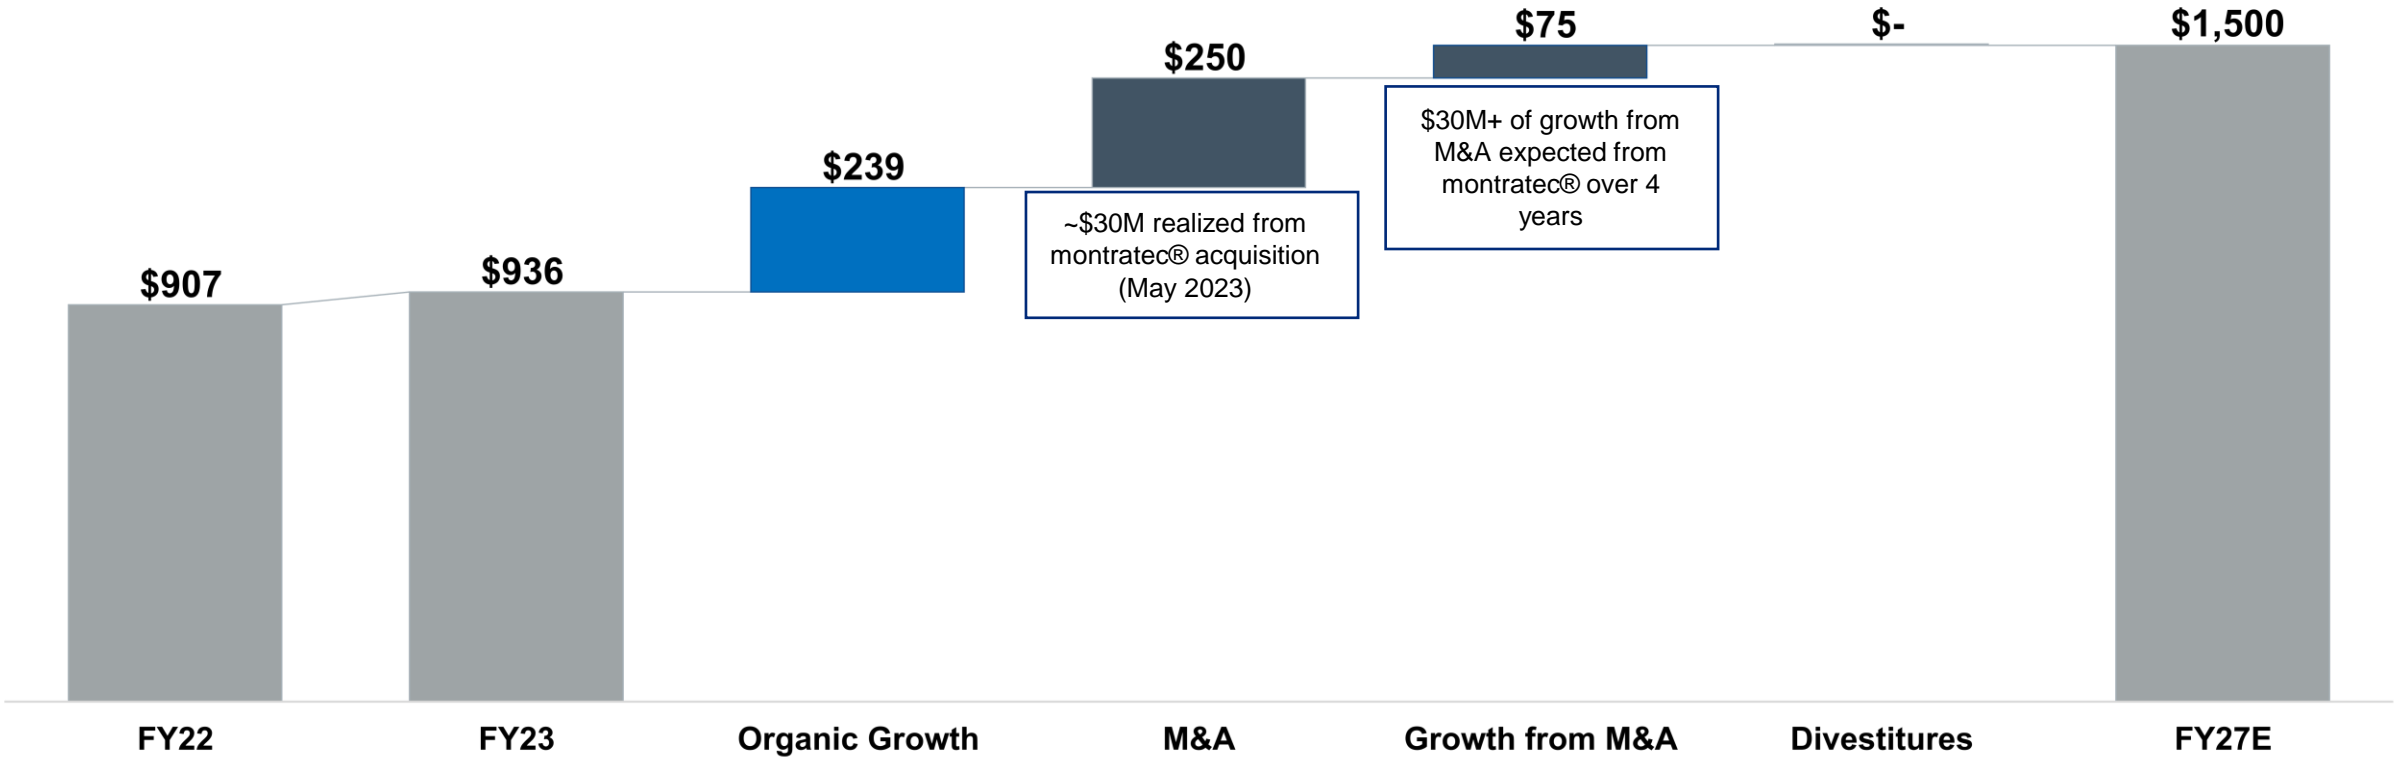 $907
$936
$239
$250
$75
$-
$1,500
~$30M realized from
montratec® acquisition
(May 2023)
$30M+ of growth from
M&A expected from
montratec® over 4
years
FY22
FY23
Organic Growth
M&A
Growth from M&A
Divestitures
FY27E